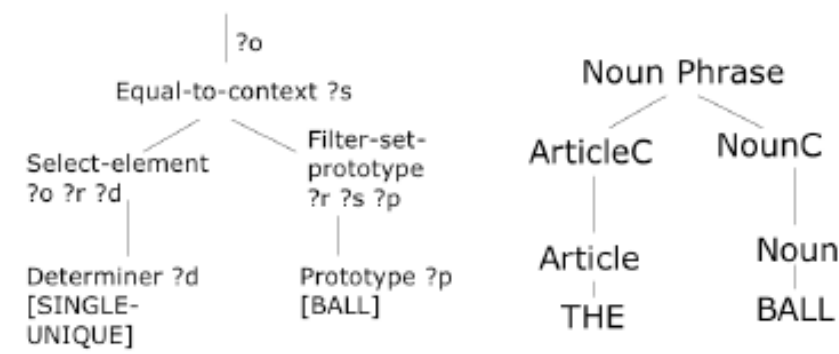 ?o
Equal-to-context ?s
Select-element
?o ?r ?d
Filter-set-
prototype
?r ?s ?p
Determiner ?d
[SINGLE-
UNIQUE]
Prototype ?p
[BALL]
Noun Phrase
ArticleC
NounC
Article
Noun
THE
BALL